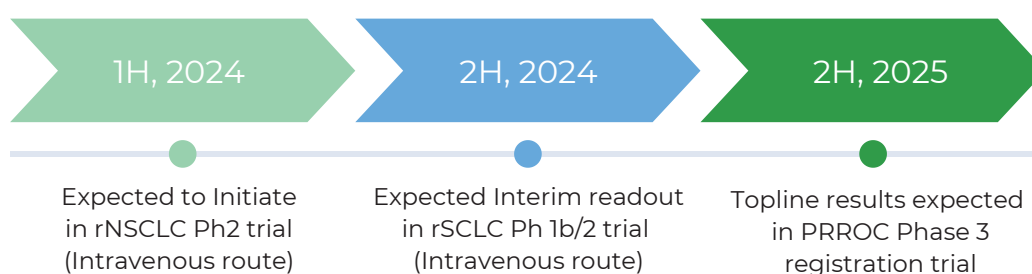 1H, 2024
2H, 2024
2H, 2025
Expected to Initiate
in rNSCLC Ph2 trial
(Intravenous route)
Expected Interim readout
in rSCLC Ph 1b/2 trial
(Intravenous route)
Topline results expected
in PRROC Phase 3
registration trial